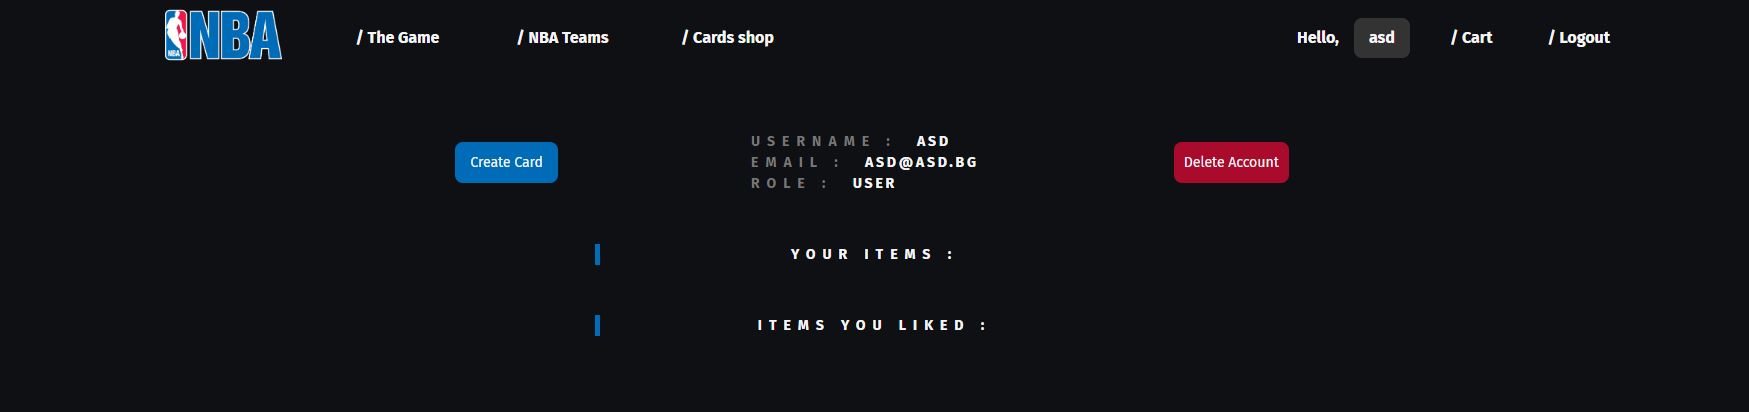 NBA NBA / The Game / NBA Teams / Cards shop Hello, asd / Cart / Logout
USERNAME : ASD
Create Card EMAIL : ASD@ASD.BG Delete Account
ROLE : USER
YOUR ITEMS :
ITEMS YOU LIKED :